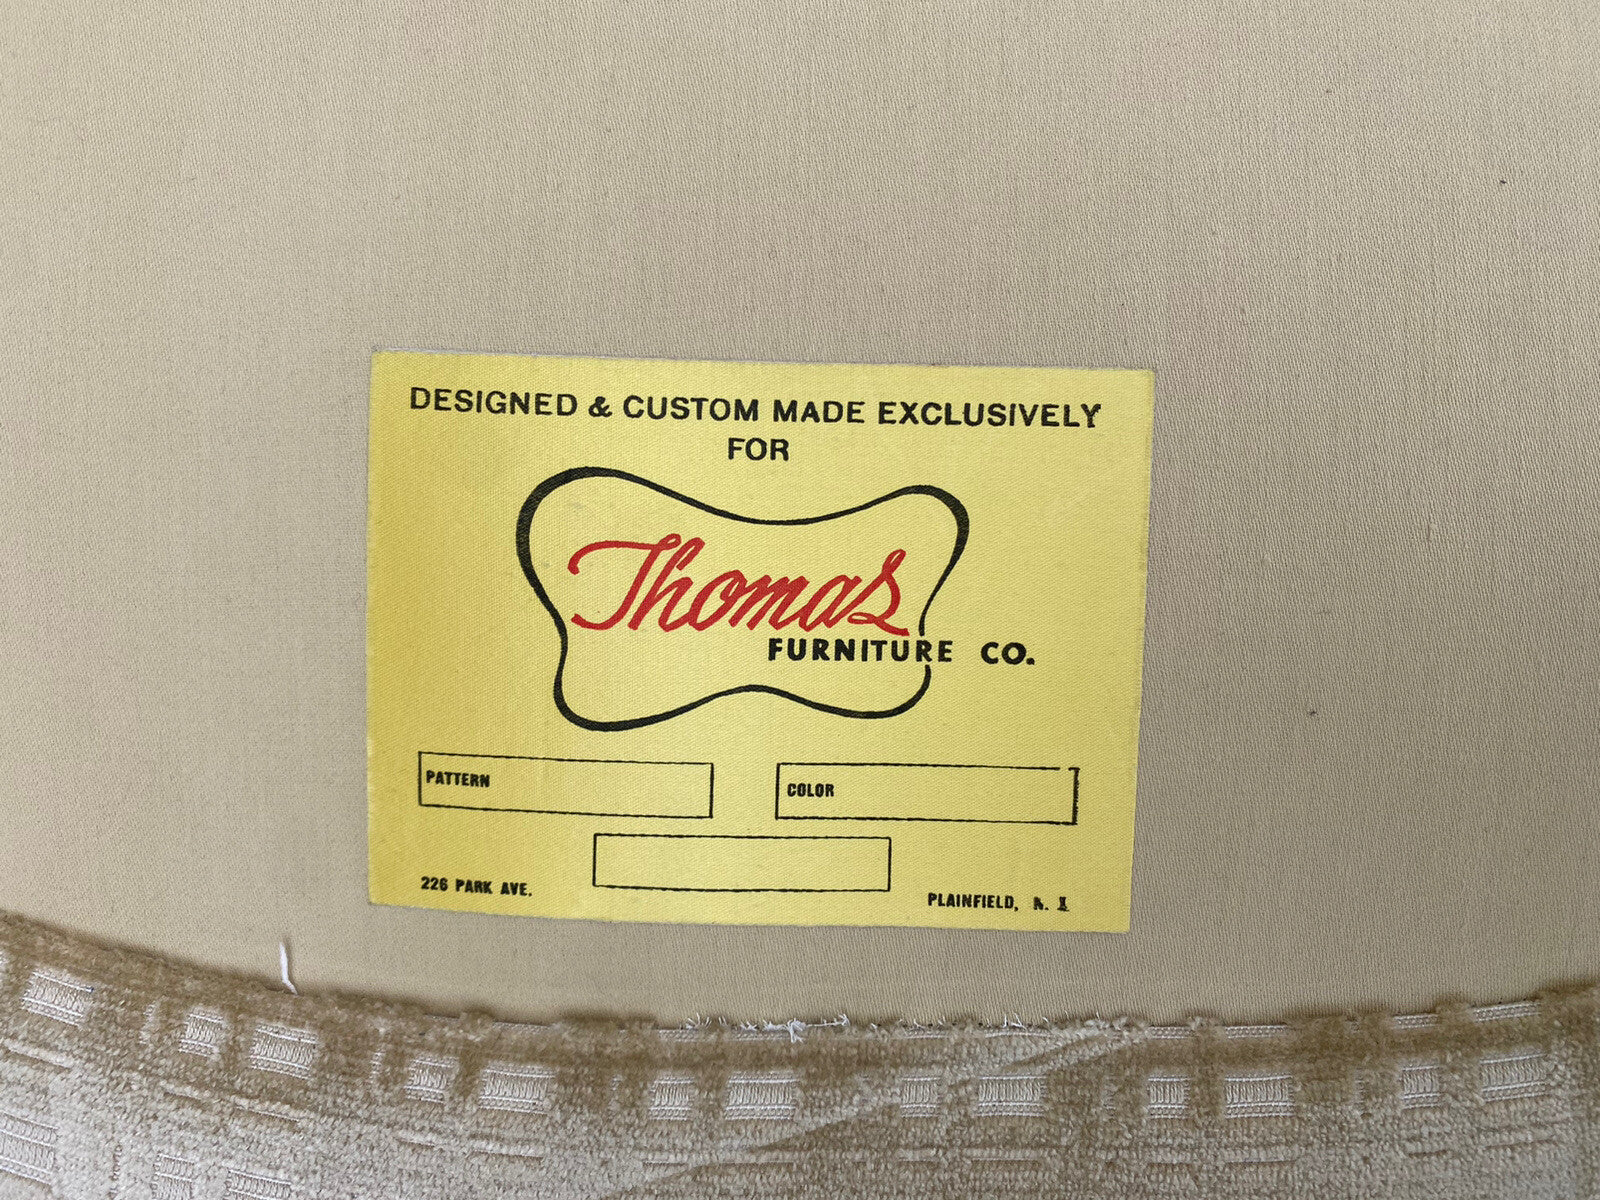 DESIGNED & CUSTOM MADE EXCLUSIVELY
FOR
Thomas
FURNITURE CO.
PATTERN
COLOR
226 PARK AVE.
PLAINFIELD, N. J.